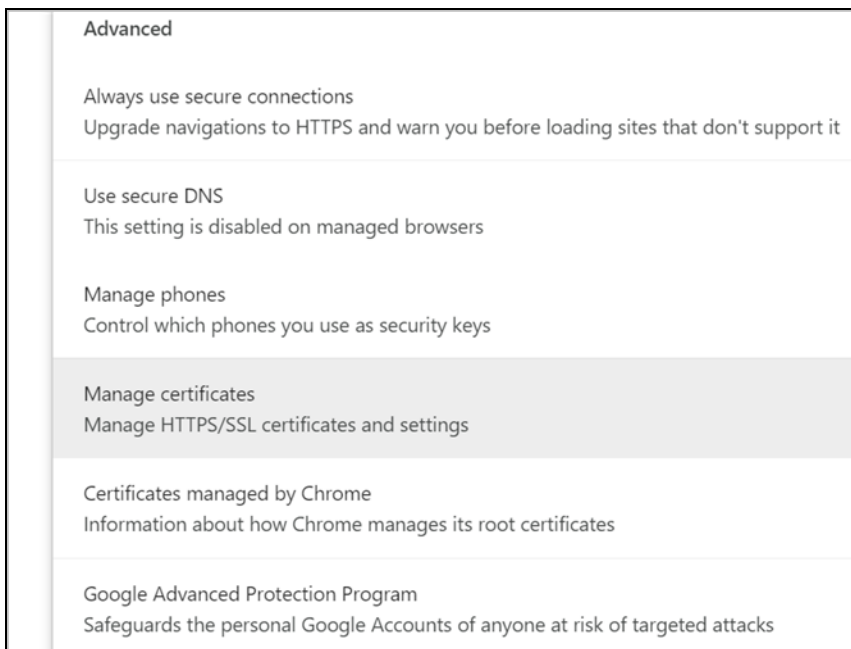 Advanced
Always use secure connections
Upgrade navigations to HTTPS and warn you before loading sites that don't support it
Use secure DNS
This setting is disabled on managed browsers
Manage phones
Control which phones you use as security keys
Manage certificates
Manage HTTPS/SSL certificates and settings
Certificates managed by Chrome
Information about how Chrome manages its root certificates
Google Advanced Protection Program
Safeguards the personal Google Accounts of anyone at risk of targeted attacks